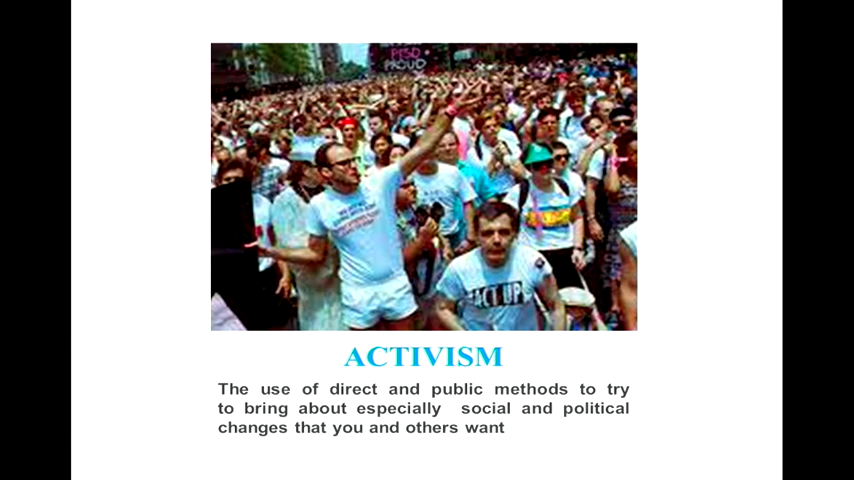 PROUD
ACT UP
ACTIVISM
The use of direct and public methods to try
to bring about especially social and political
changes that you and others want